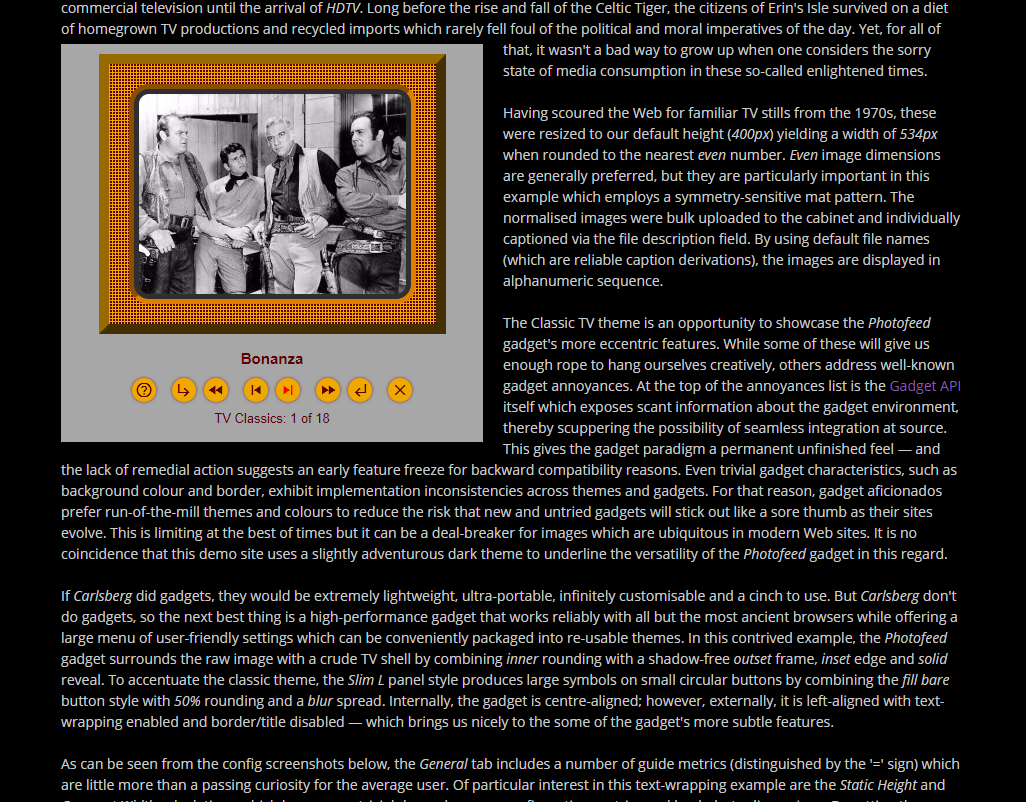 commercial television until the arrival of HDTV. Long before the rise and fall of the Celtic Tiger, the citizens of Erin's Isle survived on a diet
of homegrown TV productions and recycled imports which rarely fell foul of the political and moral imperatives of the day. Yet, for all of
that, it wasn't a bad way to grow up when one considers the sorry
state of media consumption in these so-called enlightened times.
Having scoured the Web for familiar TV stills from the 1970s, these
were resized to our default height (400px) yielding a width of 534px
when rounded to the nearest even number. Even image dimensions
are generally preferred, but they are particularly important in this
example which employs a symmetry-sensitive mat pattern. The
normalised images were bulk uploaded to the cabinet and individually
captioned via the file description field. By using default file names
(which are reliable caption derivations), the images are displayed in
alphanumeric sequence.
Bonanza
TV Classics: 1 of 18
The Classic TV theme is an opportunity to showcase the Photofeed
gadget's more eccentric features. While some of these will give us
enough rope to hang ourselves creatively, others address well-known
gadget annoyances. At the top of the annoyances list is the Gadget API
itself which exposes scant information about the gadget environment,
thereby scuppering the possibility of seamless integration at source.
This gives the gadget paradigm a permanent unfinished feel — and
the lack of remedial action suggests an early feature freeze for backward compatibility reasons. Even trivial gadget characteristics, such as
background colour and border, exhibit implementation inconsistencies across themes and gadgets. For that reason, gadget aficionados
prefer run-of-the-mill themes and colours to reduce the risk that new and untried gadgets will stick out like a sore thumb as their sites
evolve. This is limiting at the best of times but it can be a deal-breaker for images which are ubiquitous in modern Web sites. It is no
coincidence that this demo site uses a slightly adventurous dark theme to underline the versatility of the Photofeed gadget in this regard.
If Carlsberg did gadgets, they would be extremely lightweight, ultra-portable, infinitely customisable and a cinch to use. But Carlsberg don't
do gadgets, so the next best thing is a high-performance gadget that works reliably with all but the most ancient browsers while offering a
large menu of user-friendly settings which can be conveniently packaged into re-usable themes. In this contrived example, the Photofeed
gadget surrounds the raw image with a crude TV shell by combining inner rounding with a shadow-free outset frame, inset edge and solid
reveal. To accentuate the classic theme, the Slim L panel style produces large symbols on small circular buttons by combining the fill bare
button style with 50% rounding and a blur spread. Internally, the gadget is centre-aligned; however, externally, it is left-aligned with text-
wrapping enabled and border/title disabled — which brings us nicely to the some of the gadget's more subtle features.
As can be seen from the config screenshots below, the General tab includes a number of guide metrics (distinguished by the '=' sign) which
are little more than a passing curiosity for the average user. Of particular interest in this text-wrapping example are the Static Height and